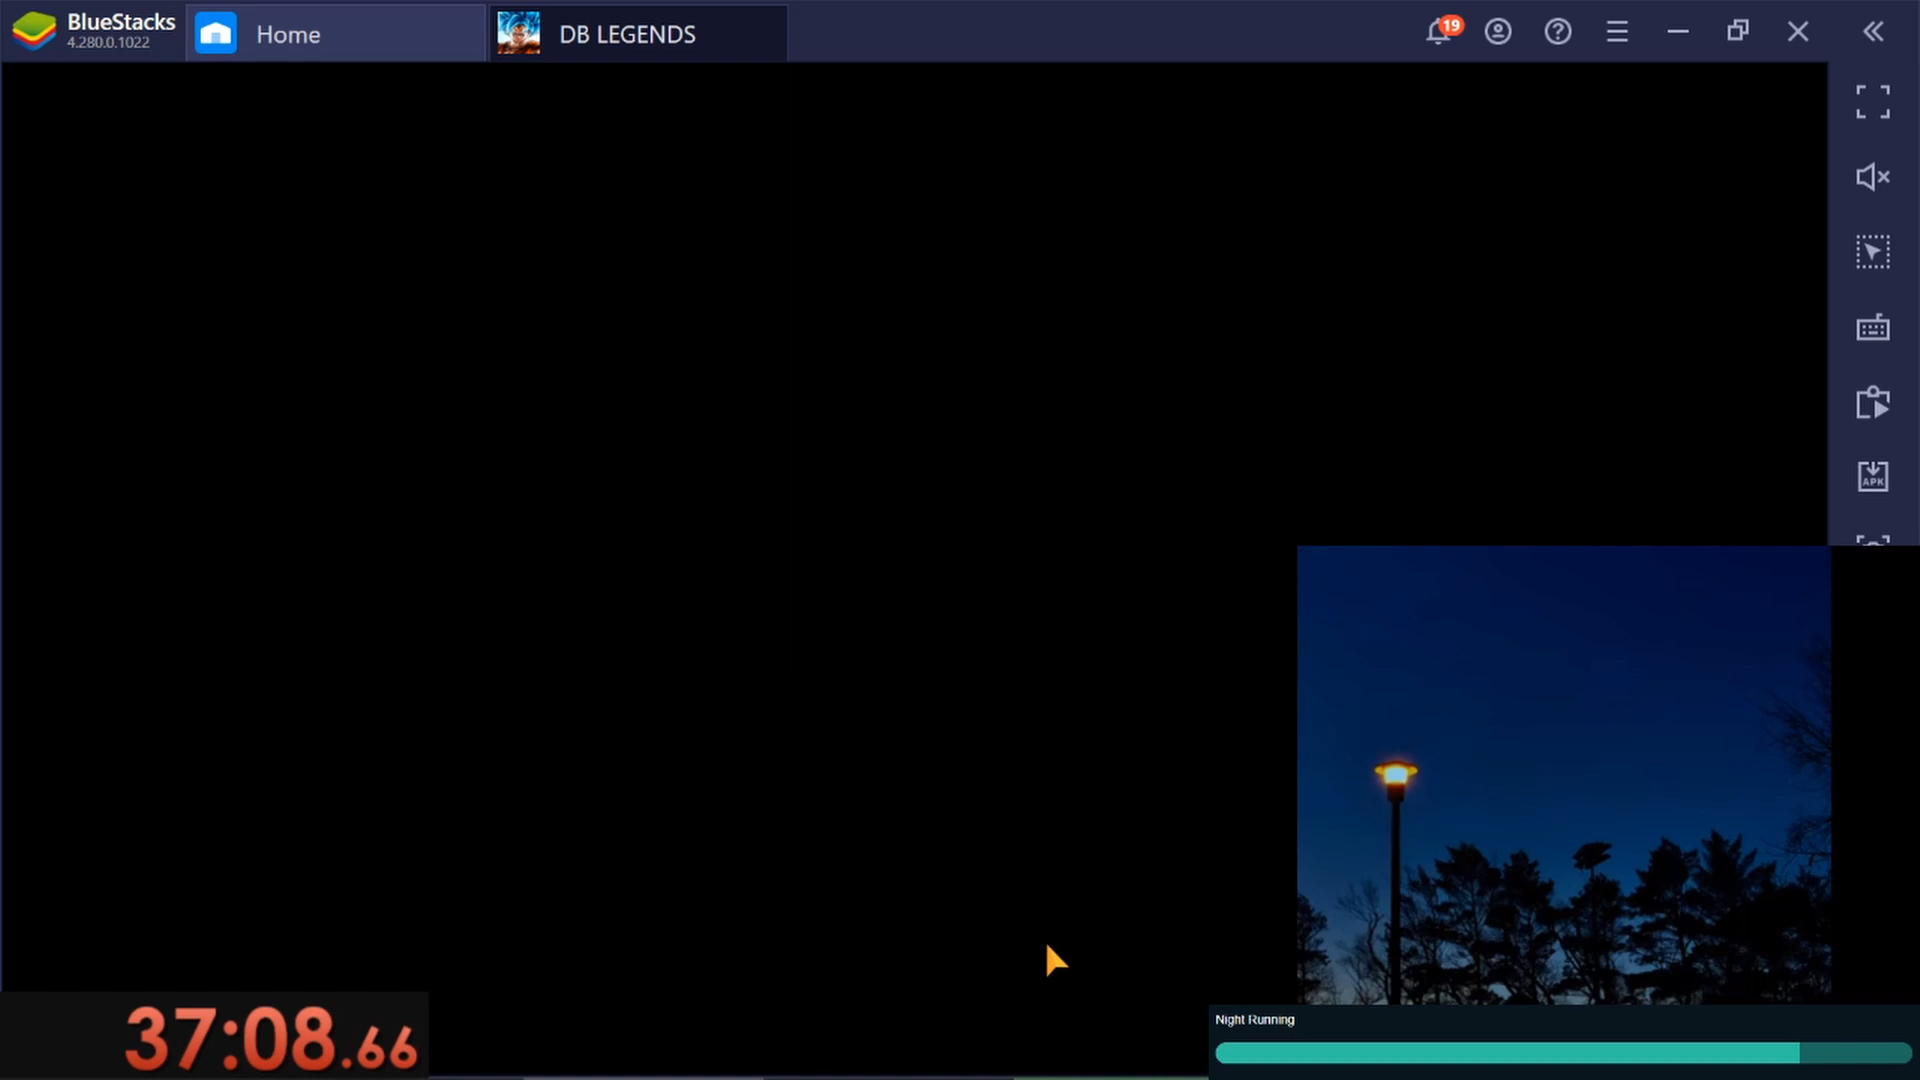 BlueStacks
4.280.0.1022
Home
DB LEGENDS
19
APK
37:08.66
Night Running